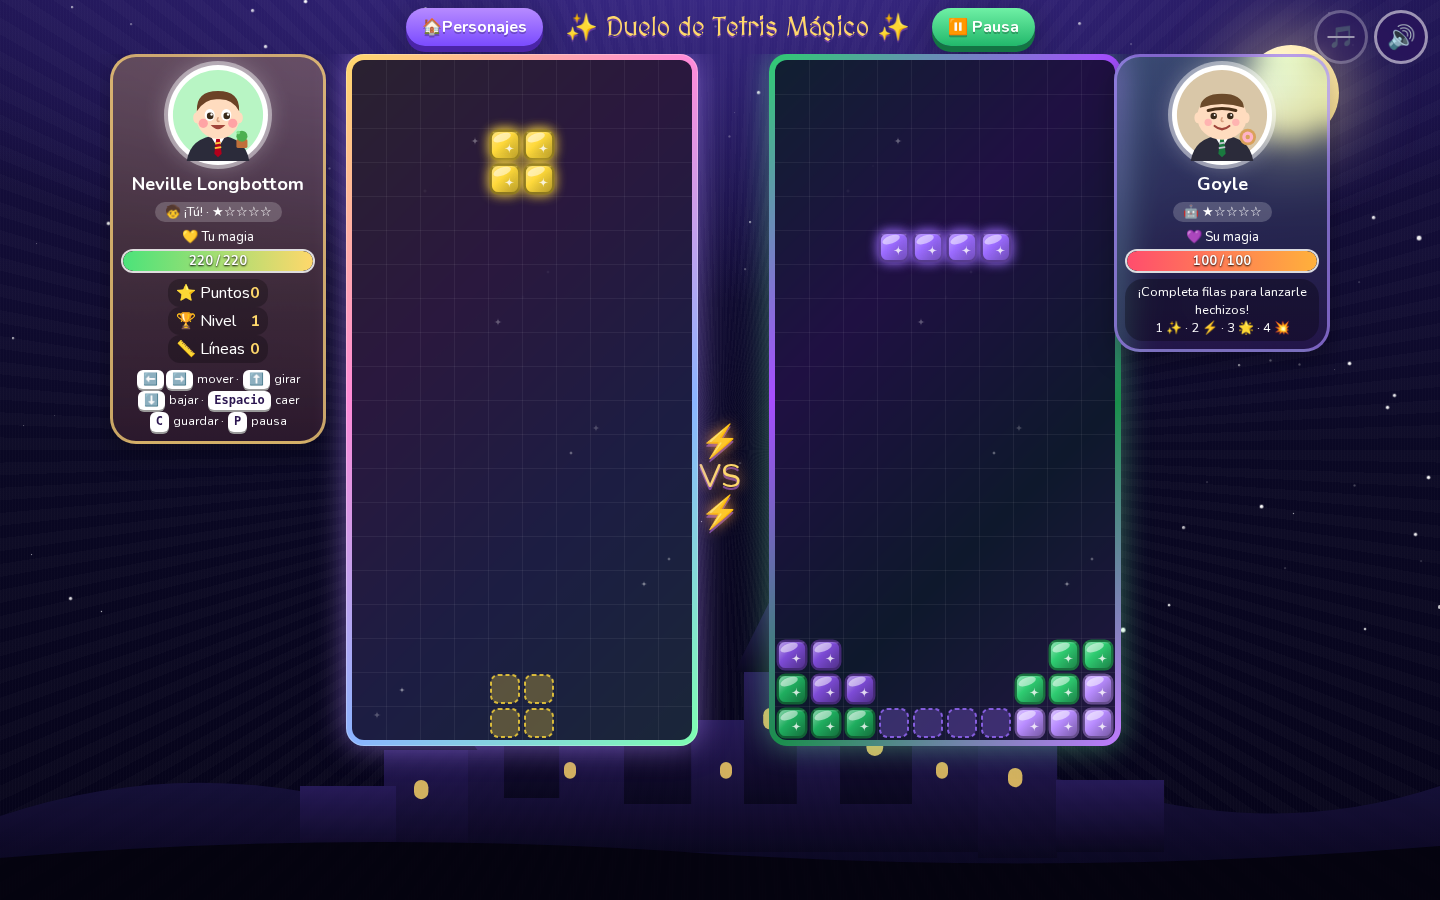 🏠Personajes
✨ Duelo de Tetris Mágico ✨
⏸️ Pausa
Neville Longbottom
🧒 ¡Tú! · ★☆☆☆☆
💛 Tu magia
220 / 220
⭐ Puntos 0
🏆 Nivel 1
📏 Líneas 0
⬅️ ➡️ mover · ⬆️ girar
⬇️ bajar · Espacio caer
C guardar · P pausa
⚡
VS
⚡
Goyle
🤖 ★☆☆☆☆
💜 Su magia
100 / 100
¡Completa filas para lanzarle
hechizos!
1 ✨ · 2 ⚡ · 3 🌟 · 4 💥